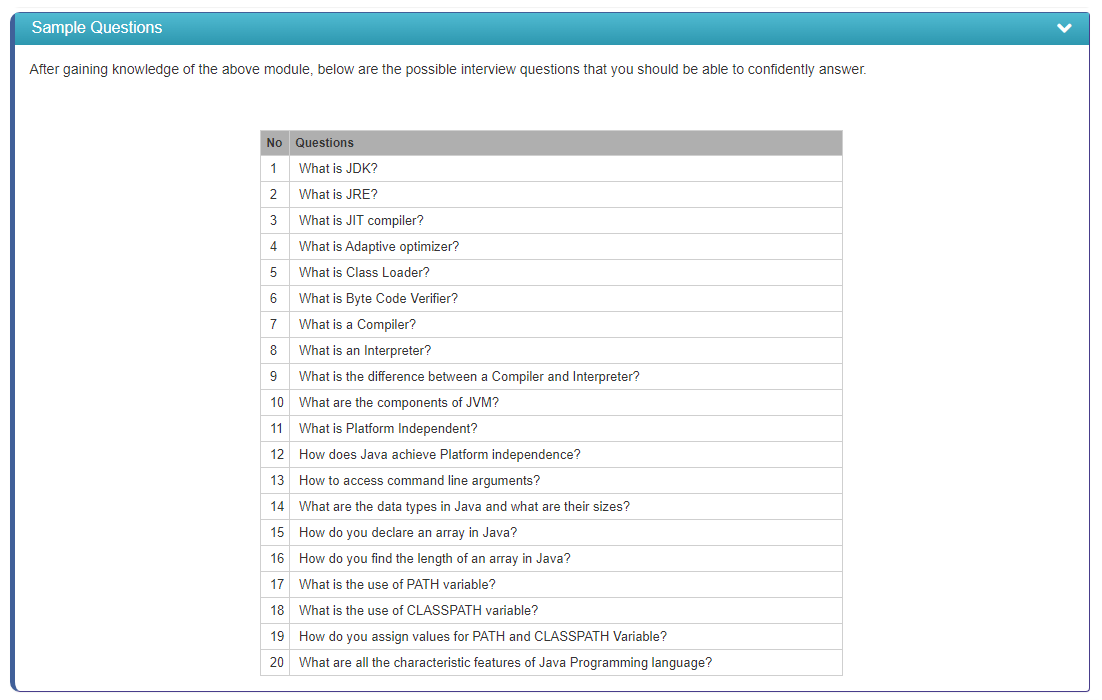 Sample Questions
After gaining knowledge of the above module, below are the possible interview questions that you should be able to confidently answer.
No Questions
1 What is JDK?
2 What is JRE?
3 What is JIT compiler?
4 What is Adaptive optimizer?
5 What is Class Loader?
6 What is Byte Code Verifier?
7 What is a Compiler?
8 What is an Interpreter?
9 What is the difference between a Compiler and Interpreter?
10 What are the components of JVM?
11 What is Platform Independent?
12 How does Java achieve Platform independence?
13 How to access command line arguments?
14 What are the data types in Java and what are their sizes?
15 How do you declare an array in Java?
16 How do you find the length of an array in Java?
17 What is the use of PATH variable?
18 What is the use of CLASSPATH variable?
19 How do you assign values for PATH and CLASSPATH Variable?
20 What are all the characteristic features of Java Programming language?